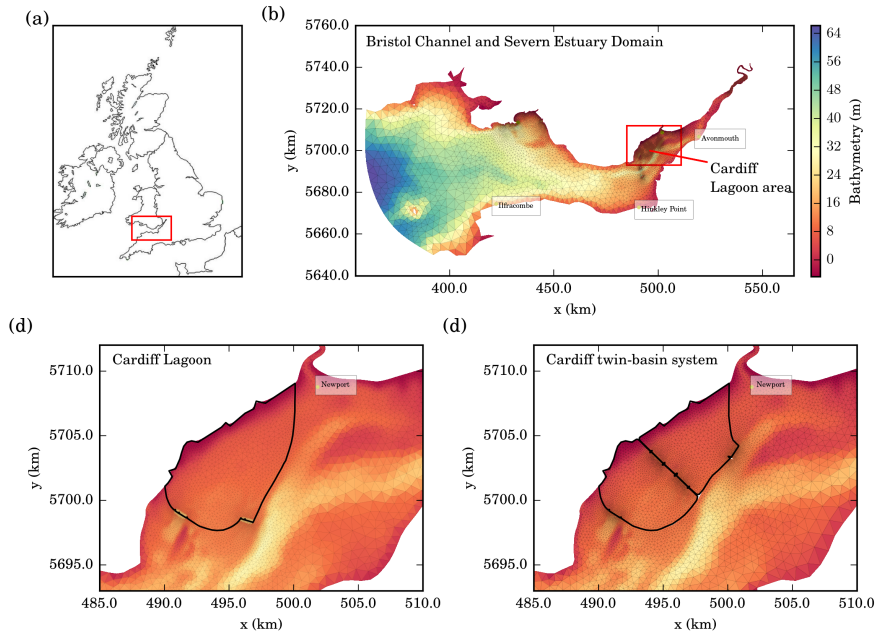 (a)
(b)
Bristol Channel and Severn Estuary Domain
5760.0
5740.0
5720.0
5700.0
5680.0
5660.0
5640.0
y (km)
400.0
450.0
500.0
550.0
x (km)
Avonmouth
Cardiff
Lagoon area
Ilfracombe
Hinkley Point
64
56
48
40
32
24
16
8
0
Bathymetry (m)
(d)
Cardiff Lagoon
Newport
5710.0
5705.0
5700.0
5695.0
y (km)
485.0
490.0
495.0
500.0
505.0
510.0
x (km)
(d)
Cardiff twin-basin system
Newport
5710.0
5705.0
5700.0
5695.0
y (km)
485.0
490.0
495.0
500.0
505.0
510.0
x (km)